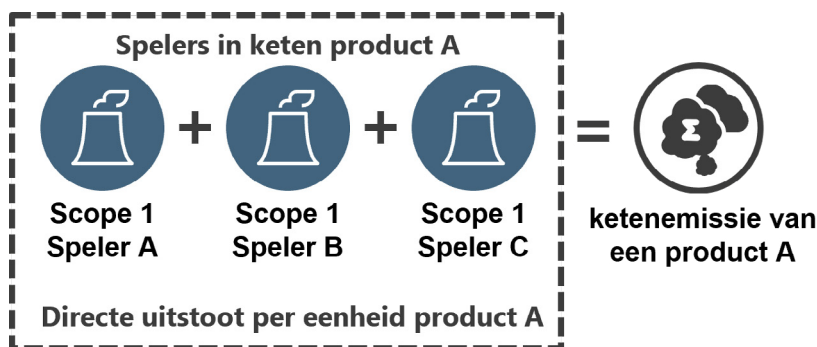 Spelers in keten product A
+
+
=
Σ
Scope 1
Speler A
Scope 1
Speler B
Scope 1
Speler C
ketenemissie van
een product A
Directe uitstoot per eenheid product A